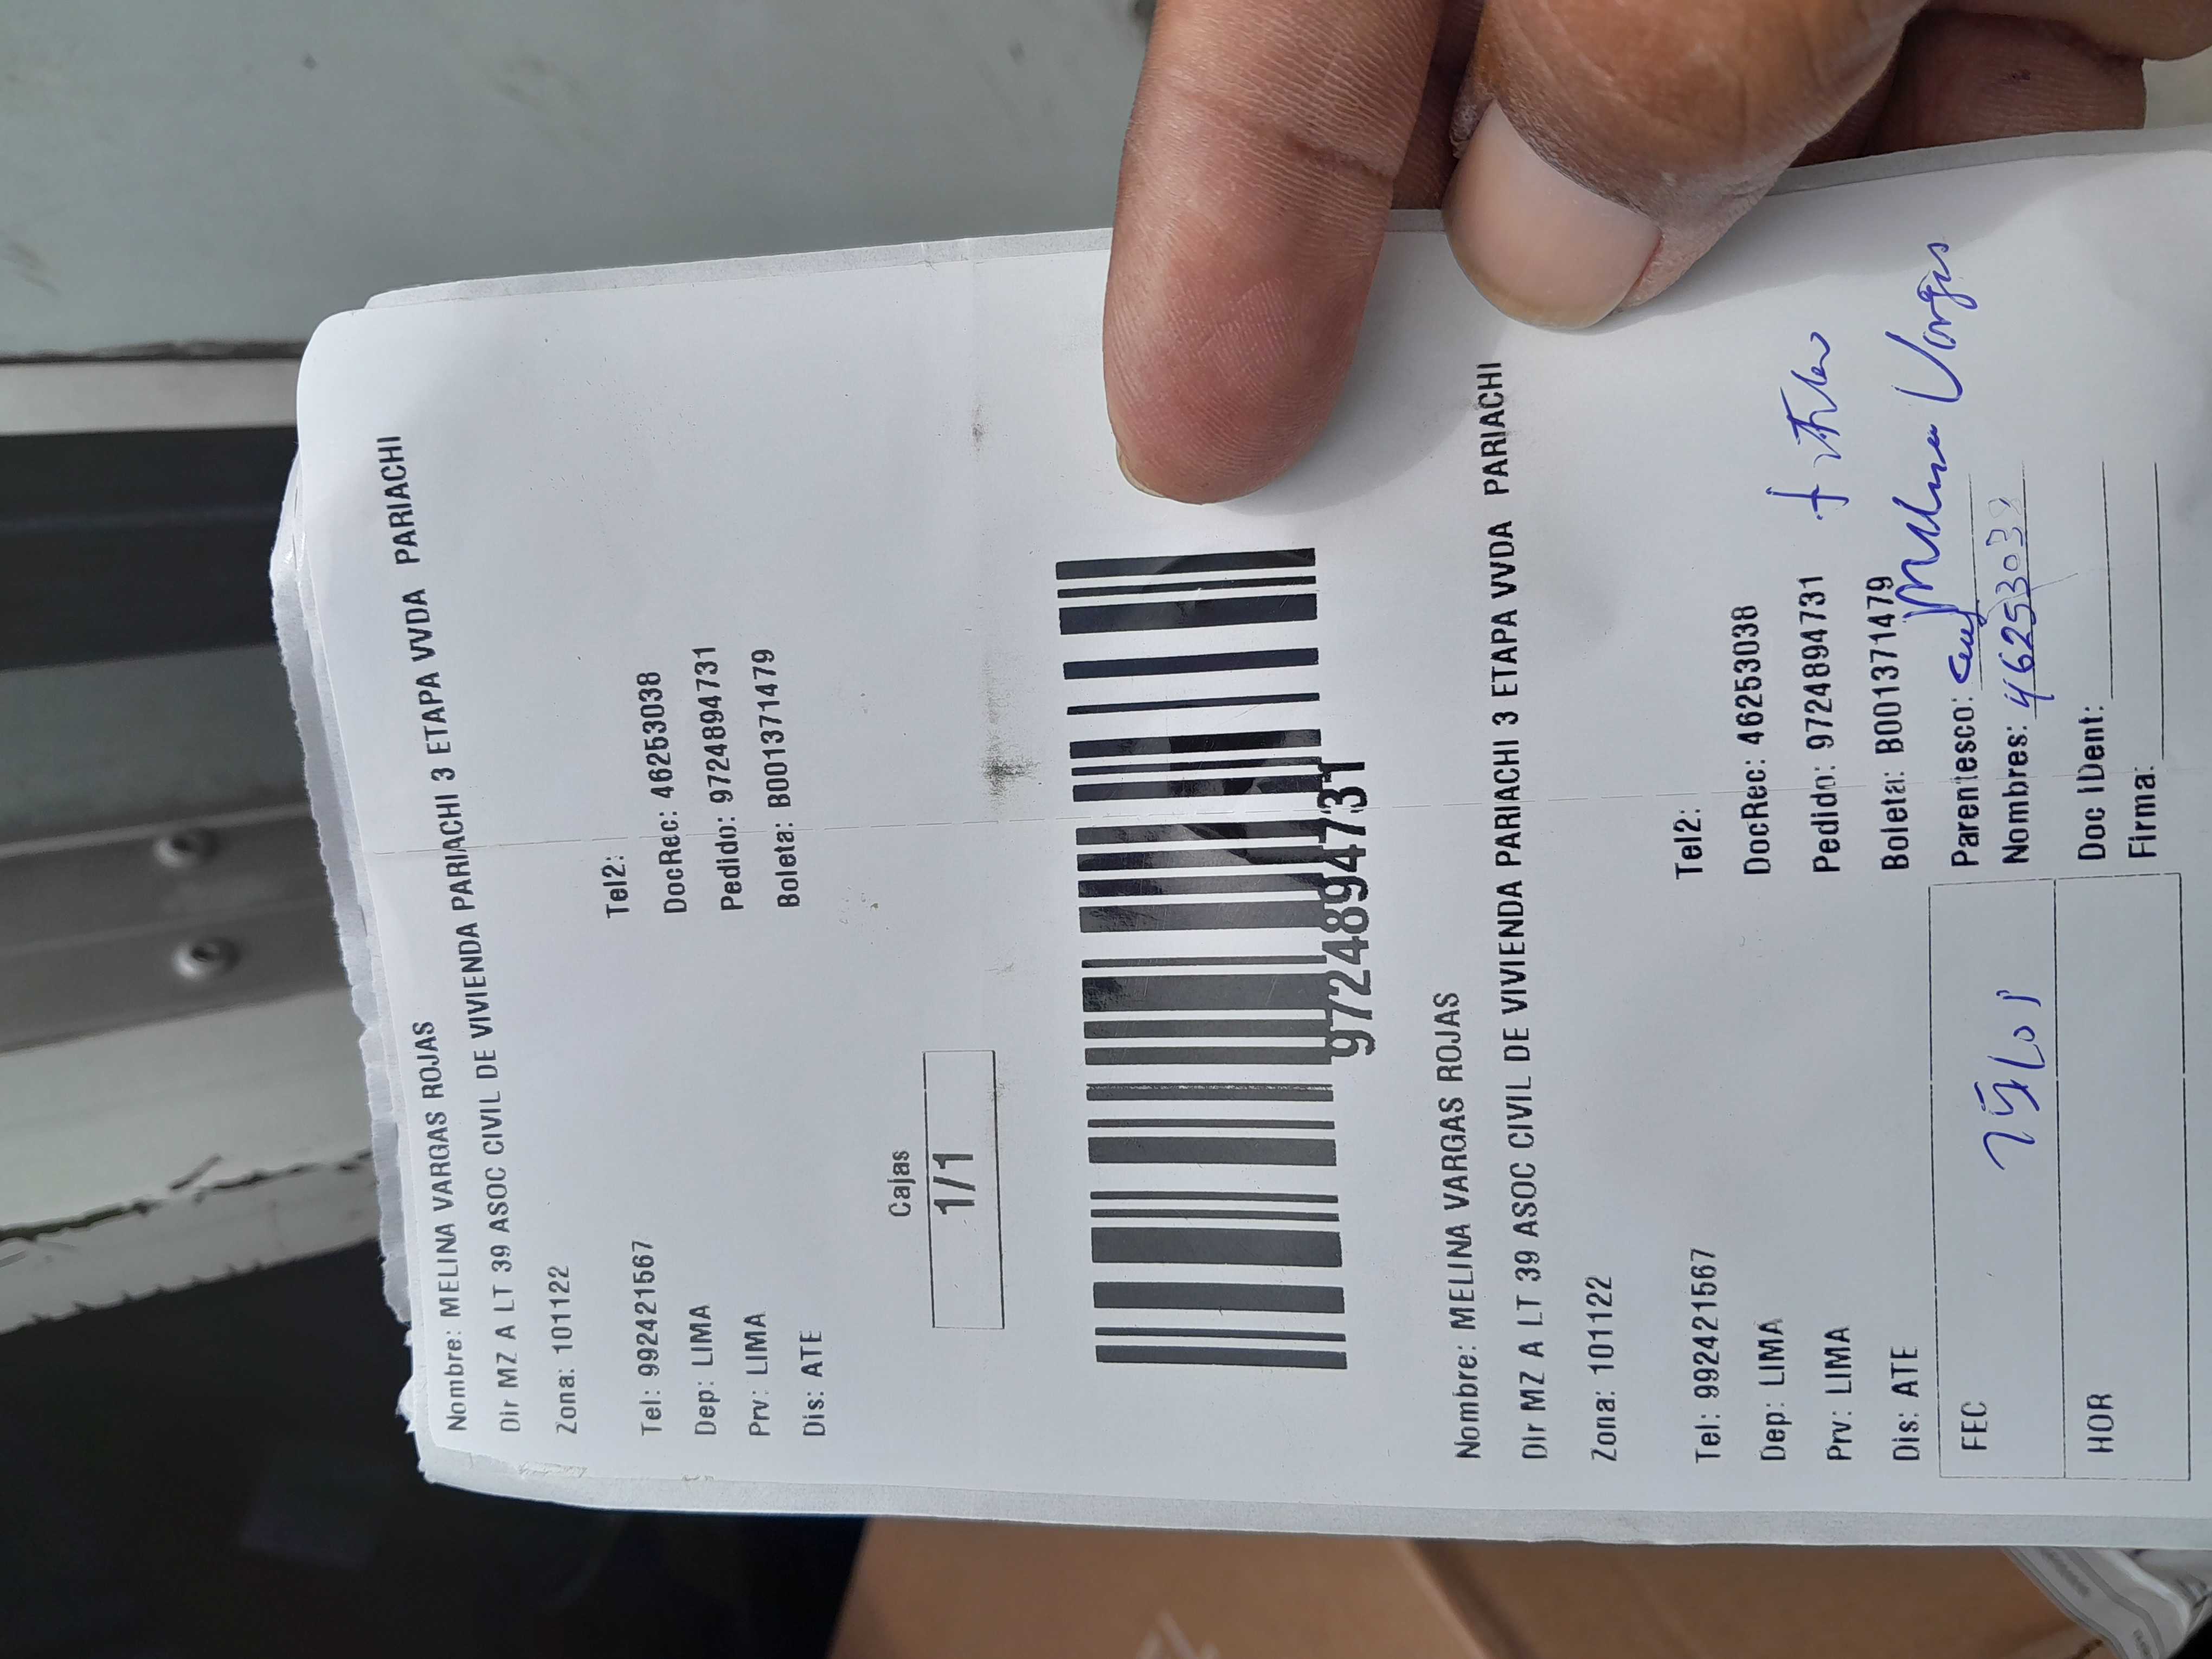 Nombre: MELINA VARGAS ROJAS
Dir MZ A LT 39 ASOC CIVIL DE VIVIENDA PARIACHI 3 ETAPA VVDA PARIACHI
Zona: 101122
Tel2:
Tel: 992421567
DocRec: 46253038
Dep: LIMA
Pedido: 9724894731
Prv: LIMA
Boleta: B001371479
Dis: ATE
Cajas
1/1
9724894731
Nombre: MELINA VARGAS ROJAS
Dir MZ A LT 39 ASOC CIVIL DE VIVIENDA PARIACHI 3 ETAPA VVDA PARIACHI
Zona: 101122
Tel2:
Tel: 992421567
DocRec: 46253038
Dep: LIMA
Pedido: 9724894731
Prv: LIMA
Boleta: B001371479
Dis: ATE
Parentesco: Melina Vargas
FEC
Nombres: 46253038
HOR
Doc IDent:
Firma: